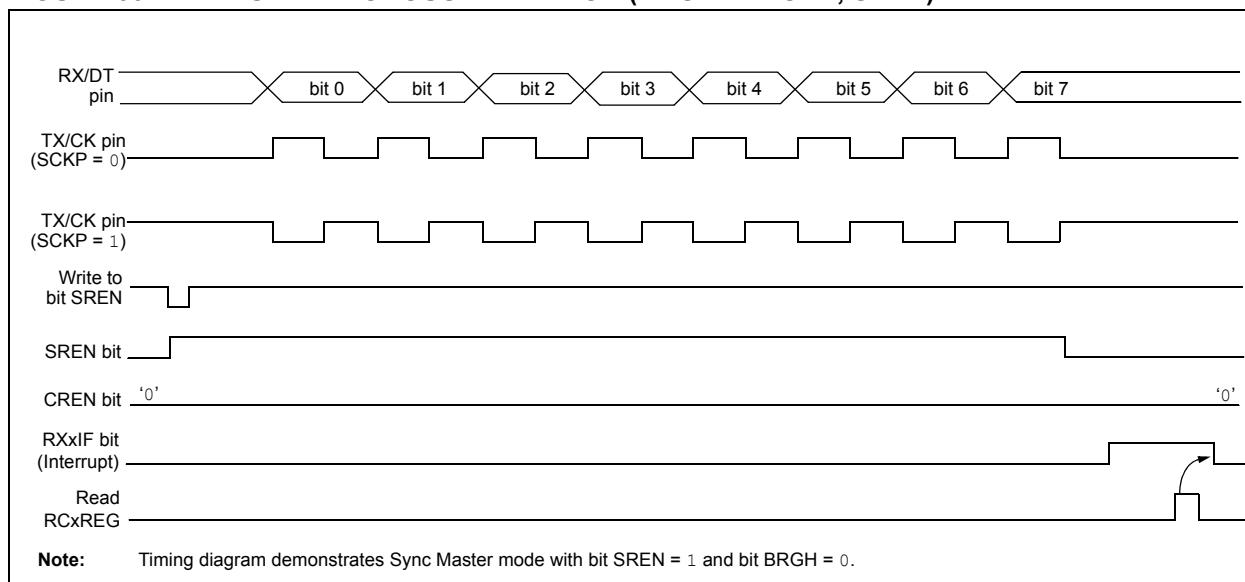 RX/DT
pin
bit 0 bit 1 bit 2 bit 3 bit 4 bit 5 bit 6 bit 7
TX/CK pin
(SCKP = 0)
TX/CK pin
(SCKP = 1)
Write to
bit SREN
SREN bit
CREN bit ‘0’ ‘0’
RXxIF bit
(Interrupt)
Read
RCxREG
Note: Timing diagram demonstrates Sync Master mode with bit SREN = 1 and bit BRGH = 0.